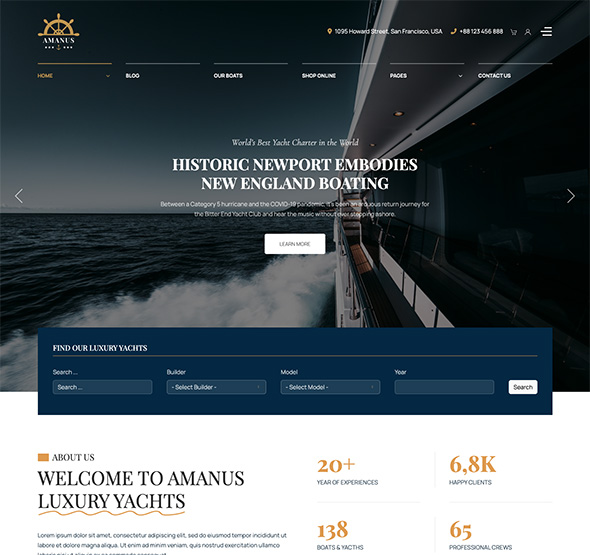 AMANUS
1095 Howard Street, San Francisco, USA
+88 123 456 888
HOME
BLOG
OUR BOATS
SHOP ONLINE
PAGES
CONTACT US
World's Best Yacht Charter in the World
HISTORIC NEWPORT EMBODIES
NEW ENGLAND BOATING
Between a Category 5 hurricane and the COVID-19 pandemic, it's been an arduous return journey for
the Bitter End Yacht Club and hear the music without ever stepping ashore.
LEARN MORE
FIND OUR LUXURY YACHTS
Search ...
Builder
Model
Year
Search ...
- Select Builder -
- Select Model -
Search
ABOUT US
WELCOME TO AMANUS
LUXURY YACHTS
Lorem ipsum dolor sit amet, consectetur adipiscing elit, sed do eiusmod tempor incididunt ut
labore et dolore magna aliqua. Ut enim ad minim veniam, quis nostrud exercitation ullamco
20+
YEAR OF EXPERIENCES
6,8K
HAPPY CLIENTS
138
BOATS & YACTHS
65
PROFESSIONAL CREWS